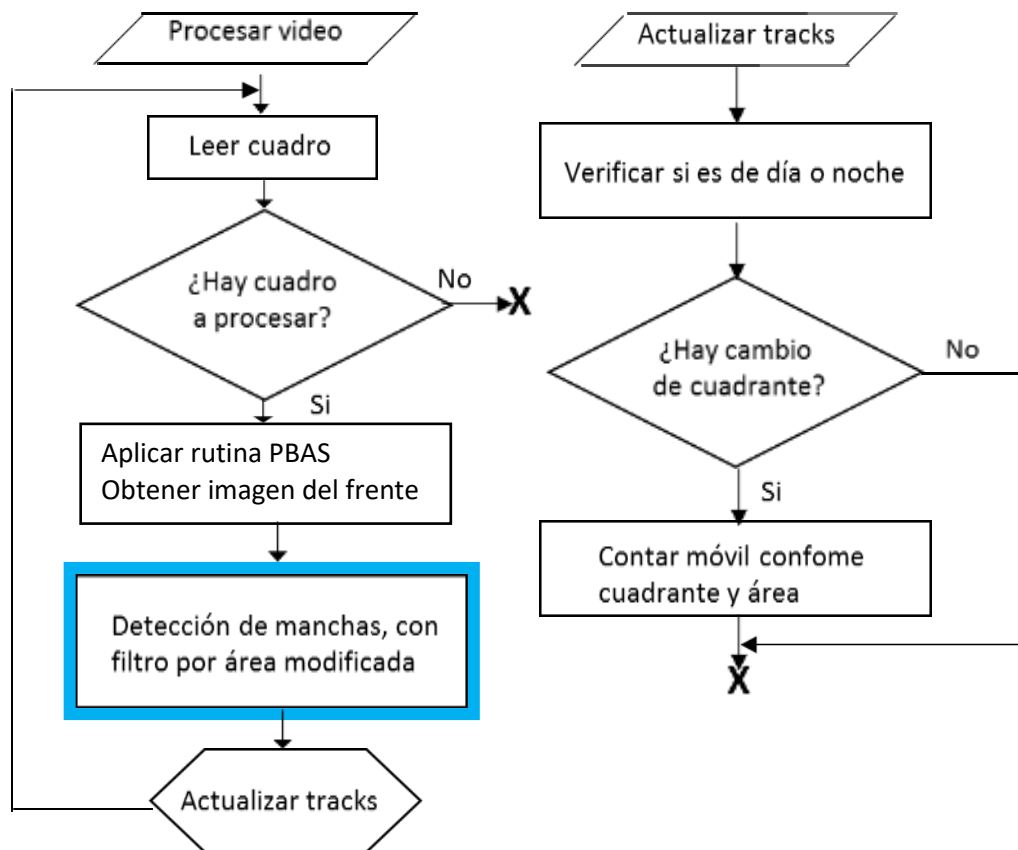 Procesar video
Leer cuadro
¿Hay cuadro
a procesar?
No
X
Si
Aplicar rutina PBAS
Obtener imagen del frente
Detección de manchas, con
filtro por área modificada
Actualizar tracks
Actualizar tracks
Verificar si es de día o noche
¿Hay cambio
de cuadrante?
No
Si
Contar móvil confome
cuadrante y área
X